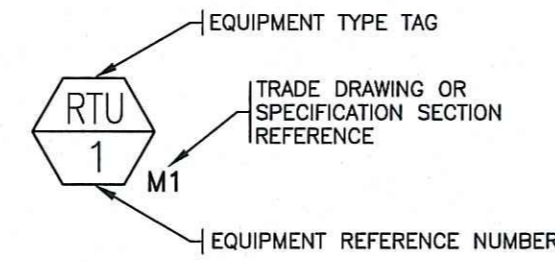 EQUIPMENT TYPE TAG
RTU
TRADE DRAWING OR
SPECIFICATION SECTION
REFERENCE
1
M1
EQUIPMENT REFERENCE NUMBER